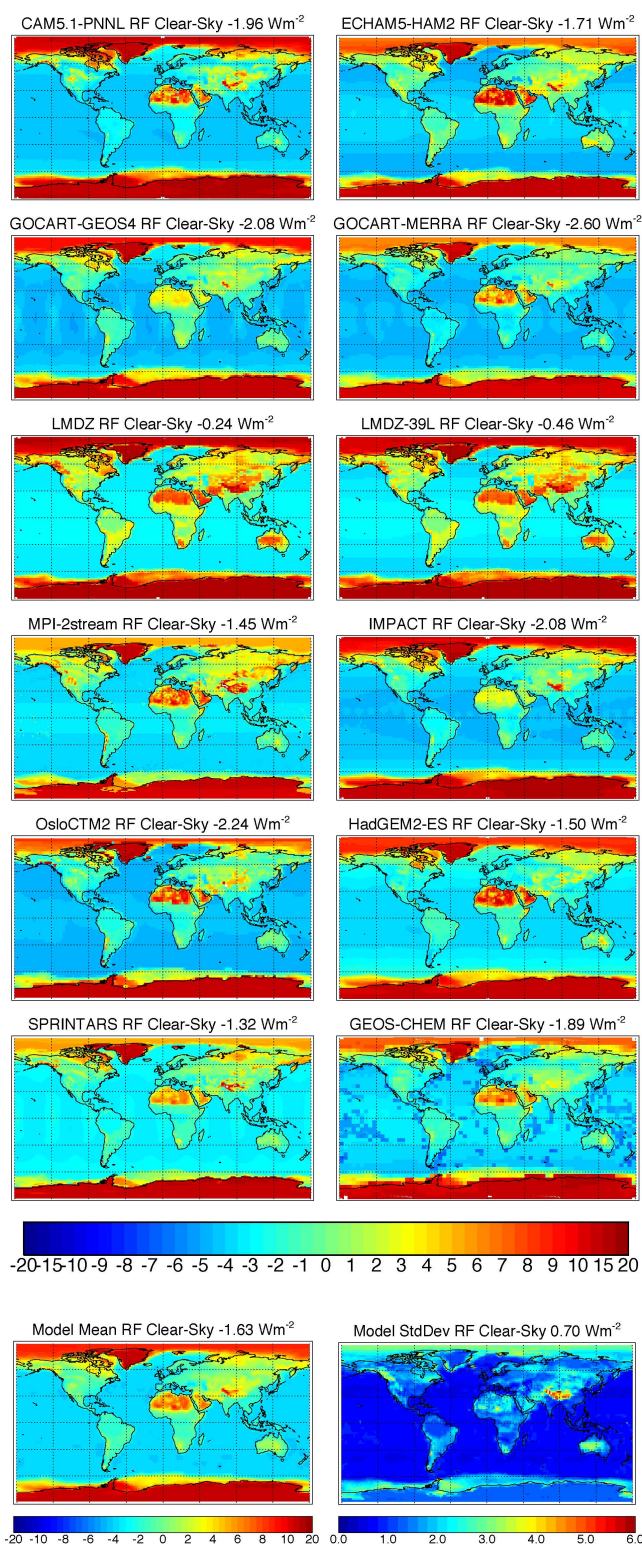 CAM5.1-PNNL RF Clear-Sky -1.96 Wm-2
ECHAM5-HAM2 RF Clear-Sky -1.71 Wm-2
GOCART-GEOS4 RF Clear-Sky -2.08 Wm-2
GOCART-MERRA RF Clear-Sky -2.60 Wm-2
LMDZ RF Clear-Sky -0.24 Wm-2
LMDZ-39L RF Clear-Sky -0.46 Wm-2
MPI-2stream RF Clear-Sky -1.45 Wm-2
IMPACT RF Clear-Sky -2.08 Wm-2
OsloCTM2 RF Clear-Sky -2.24 Wm-2
HadGEM2-ES RF Clear-Sky -1.50 Wm-2
SPRINTARS RF Clear-Sky -1.32 Wm-2
GEOS-CHEM RF Clear-Sky -1.89 Wm-2
-20-15-10 -9 -8 -7 -6 -5 -4 -3 -2 -1 0 1 2 3 4 5 6 7 8 9 10 15 20
Model Mean RF Clear-Sky -1.63 Wm-2
Model StdDev RF Clear-Sky 0.70 Wm-2
-20 -10 -8 -6 -4 -2 0 2 4 6 8 10 20
0.0 1.0 2.0 3.0 4.0 5.0 6.0